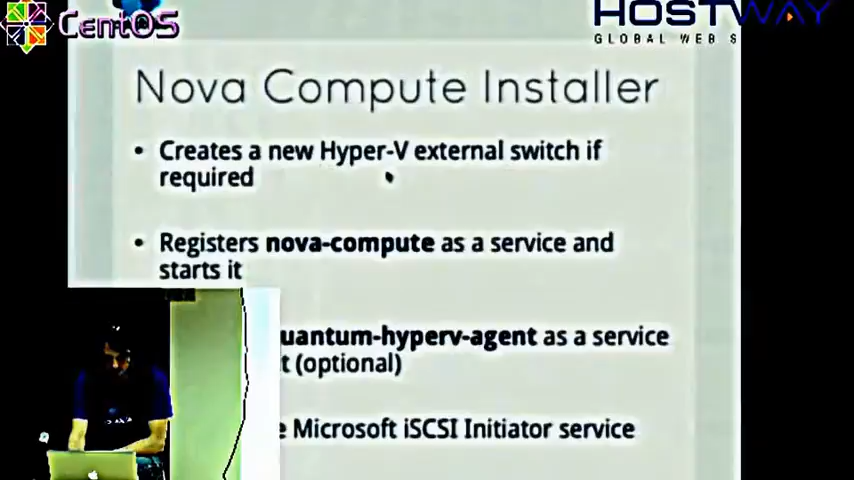 CentOS
HOSTWAY
GLOBAL WEB S
Nova Compute Installer
• Creates a new Hyper-V external switch if
required
• Registers nova-compute as a service and
starts it
uantum-hyperv-agent as a service
t (optional)
e Microsoft iSCSI Initiator service